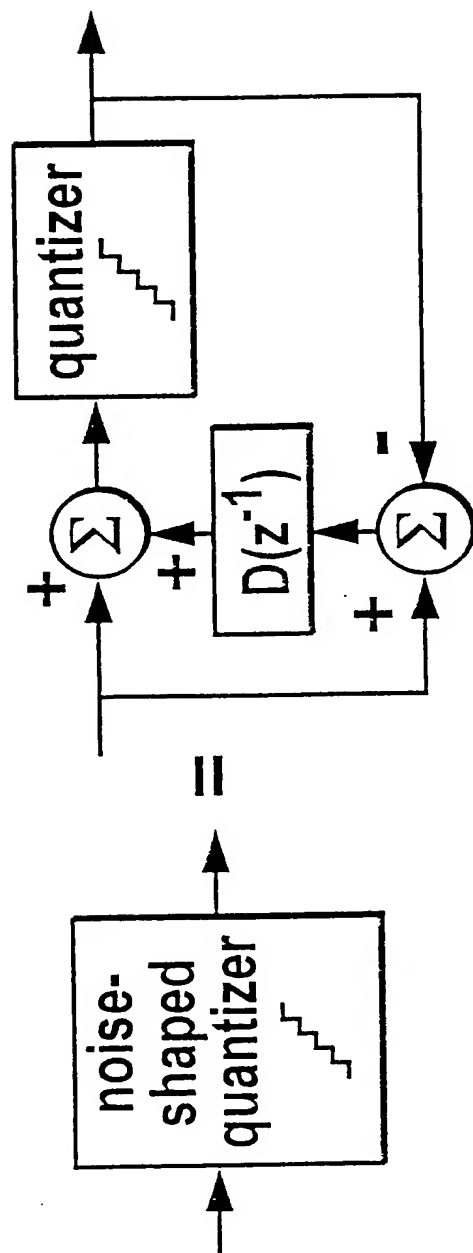 noise-
shaped
quantizer
=
+
Σ
+
quantizer
D(z⁻¹)
+
Σ
-